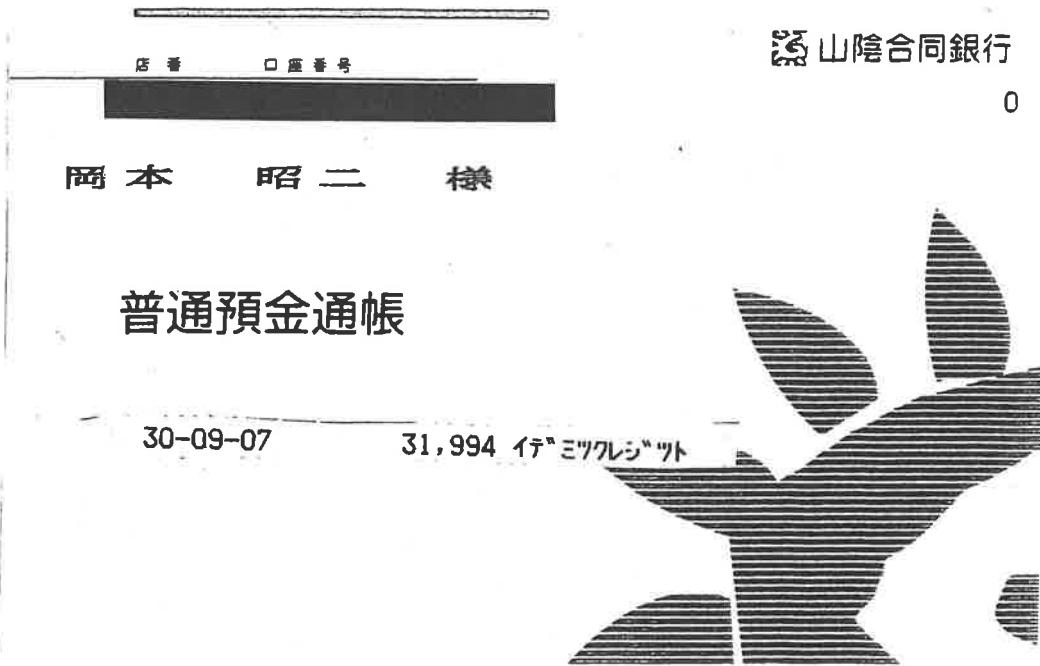 山陰合同銀行
店番 口座番号
0
岡本 昭二 様
普通預金通帳
30-09-07 31,994 イデミツクレジツト